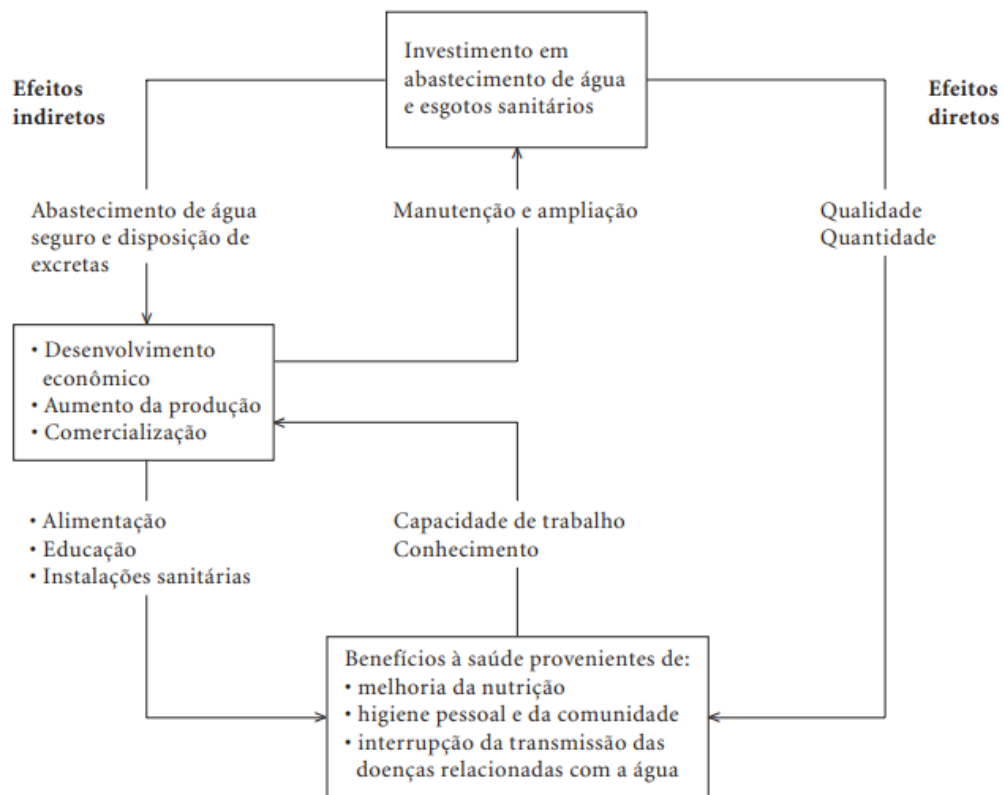 Investimento em
abastecimento de água
e esgotos sanitários
Efeitos
indiretos
Efeitos
diretos
Abastecimento de água
seguro e disposição de
excretas
Manutenção e ampliação
Qualidade
Quantidade
• Desenvolvimento
econômico
• Aumento da produção
• Comercialização
• Alimentação
• Educação
• Instalações sanitárias
Capacidade de trabalho
Conhecimento
Benefícios à saúde provenientes de:
• melhoria da nutrição
• higiene pessoal e da comunidade
• interrupção da transmissão das
doenças relacionadas com a água